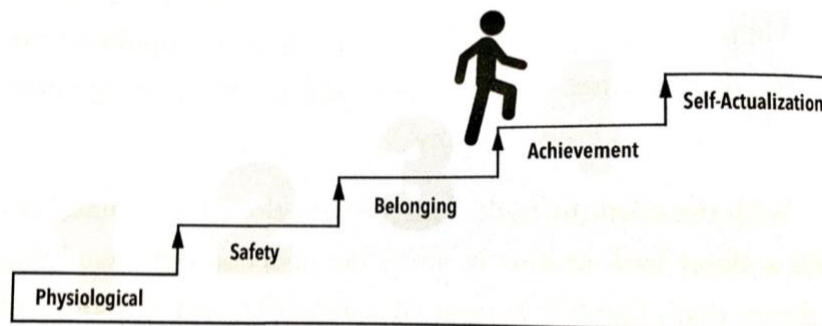 Self-Actualization
Achievement
Belonging
Safety
Physiological